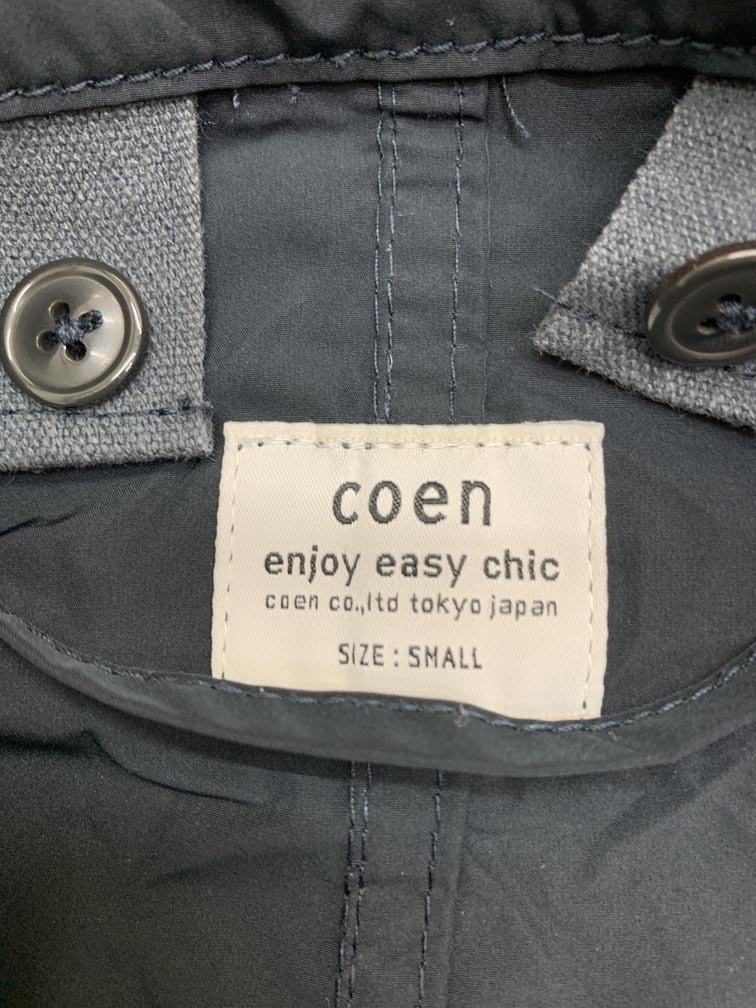 coen
enjoy easy chic
coen co.,ltd tokyo japan
SIZE : SMALL